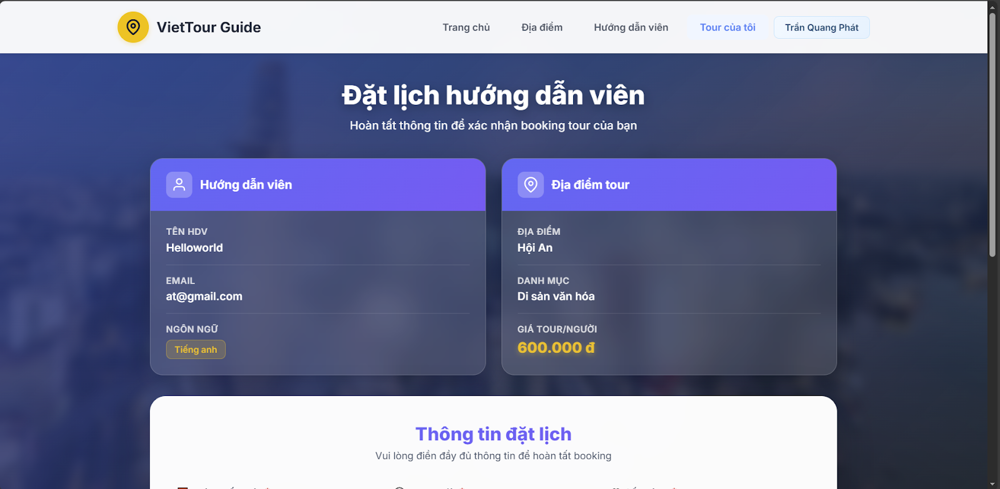 VietTour Guide
Trang chủ
Địa điểm
Hướng dẫn viên
Tour của tôi
Trần Quang Phát
Đặt lịch hướng dẫn viên
Hoàn tất thông tin để xác nhận booking tour của bạn
Hướng dẫn viên
TÊN HDV
Helloworld
EMAIL
at@gmail.com
NGÔN NGỮ
Tiếng anh
Địa điểm tour
ĐỊA ĐIỂM
Hội An
DANH MỤC
Di sản văn hóa
GIÁ TOUR/NGƯỜI
600.000 đ
Thông tin đặt lịch
Vui lòng điền đầy đủ thông tin để hoàn tất booking